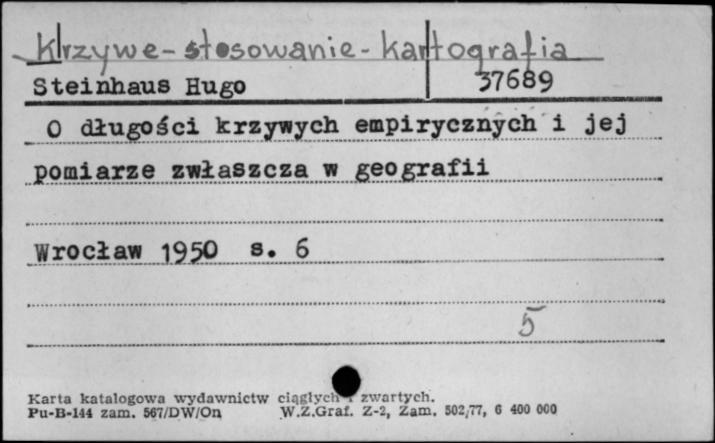 Krzywe - stosowanie - kartografia
Steinhaus Hugo 37689
O długości krzywych empirycznych i jej
pomiarze zwłaszcza w geografii
Wrocław 1950 s. 6
5
Karta katalogowa wydawnictw ciągłych i zwartych.
Pu-B-144 zam. 567/DW/On W.Z.Graf. Z-2, Zam. 502/77, 6 400 000